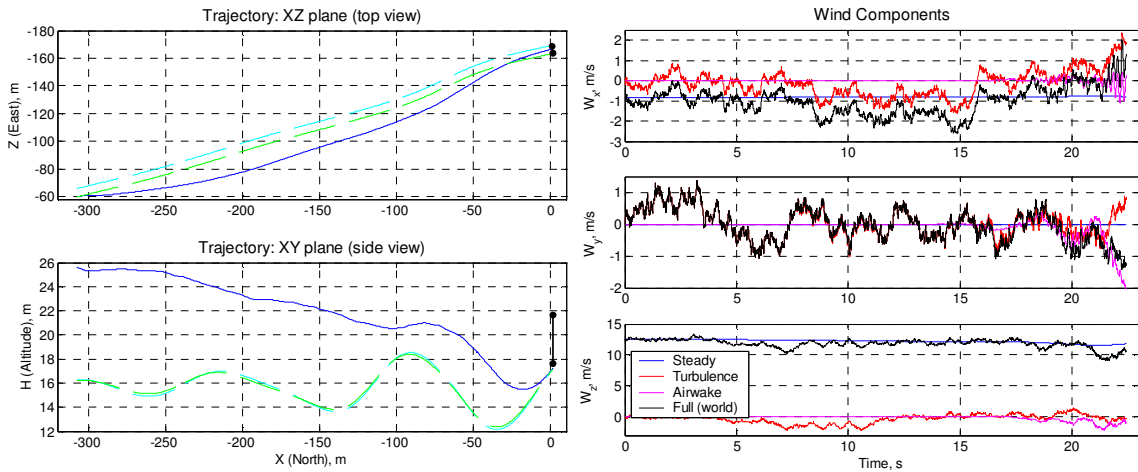 Trajectory: XZ plane (top view)
-180
-160
-140
-120
-100
-80
-60
Z (East), m
-300 -250 -200 -150 -100 -50 0
Trajectory: XY plane (side view)
26
24
22
20
18
16
14
12
H (Altitude), m
-300 -250 -200 -150 -100 -50 0
X (North), m
Wind Components
2
1
0
-1
-2
-3
Wx, m/s
0 5 10 15 20
1
0
-1
-2
Wy, m/s
0 5 10 15 20
15
10
5
0
-5
Wz, m/s
Steady
Turbulence
Airwake
Full (world)
0 5 10 15 20
Time, s